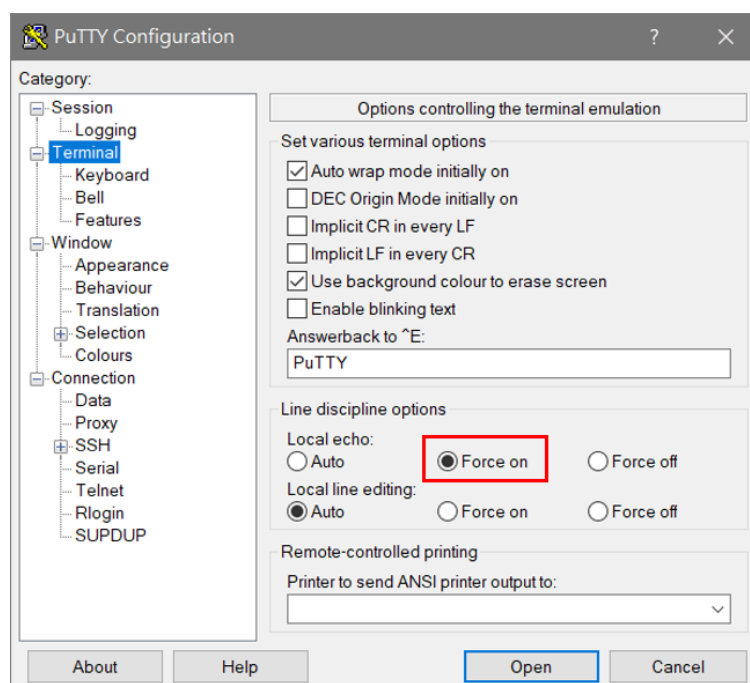 PuTTY Configuration ? ×
Category:
Session
Logging
Terminal
Keyboard
Bell
Features
Window
Appearance
Behaviour
Translation
Selection
Colours
Connection
Data
Proxy
SSH
Serial
Telnet
Rlogin
SUPDUP
Options controlling the terminal emulation
Set various terminal options
Auto wrap mode initially on
DEC Origin Mode initially on
Implicit CR in every LF
Implicit LF in every CR
Use background colour to erase screen
Enable blinking text
Answerback to ^E:
PuTTY
Line discipline options
Local echo:
Auto Force on Force off
Local line editing:
Auto Force on Force off
Remote-controlled printing
Printer to send ANSI printer output to:
About Help Open Cancel